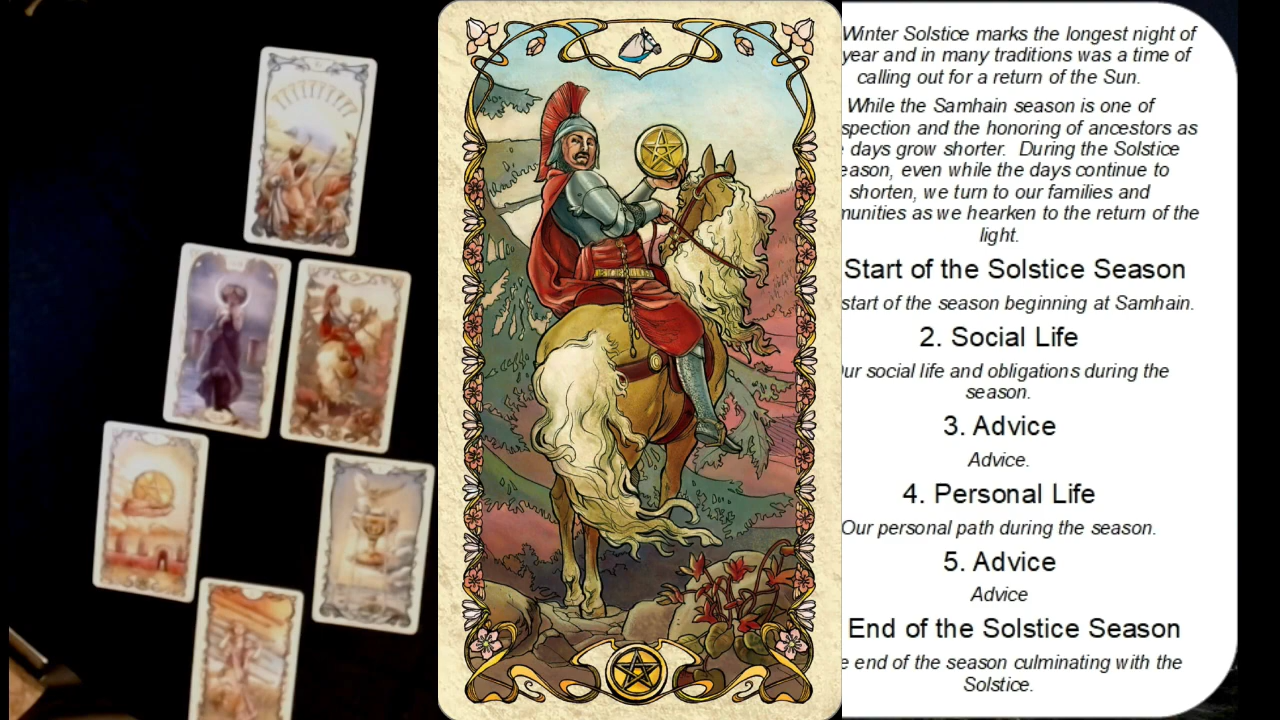 Winter Solstice marks the longest night of
year and in many traditions was a time of
calling out for a return of the Sun.
While the Samhain season is one of
spection and the honoring of ancestors as
days grow shorter. During the Solstice
eason, even while the days continue to
shorten, we turn to our families and
munities as we hearken to the return of the
light.
Start of the Solstice Season
start of the season beginning at Samhain.
2. Social Life
ur social life and obligations during the
season.
3. Advice
Advice.
4. Personal Life
Our personal path during the season.
5. Advice
Advice
End of the Solstice Season
e end of the season culminating with the
Solstice.